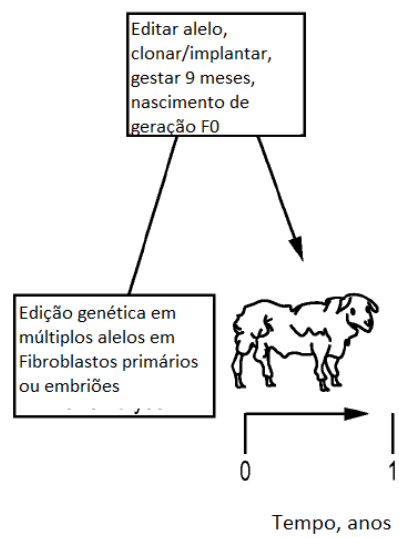 Editar alelo,
clonar/implantar,
gestar 9 meses,
nascimento de
geração F0
Edição genética em
múltiplos alelos em
Fibroblastos primários
ou embriões
0
1
Tempo, anos